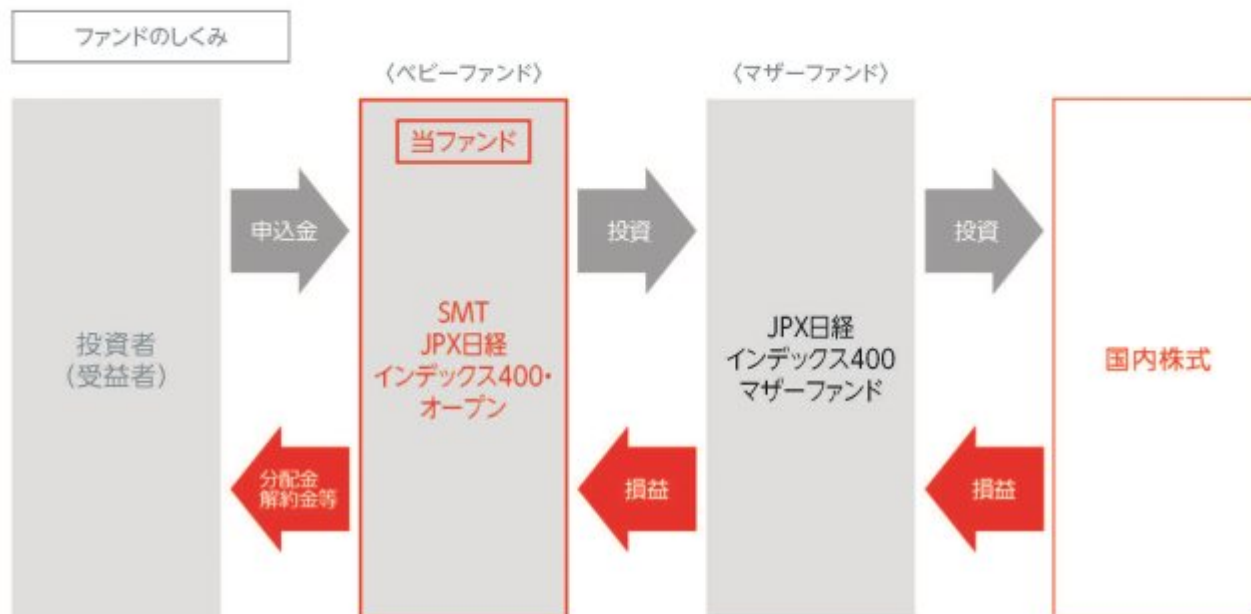 ファンドのしくみ
〈ベビーファンド〉
〈マザーファンド〉
当ファンド
申込金
投資
投資
投資者
(受益者)
SMT
JPX日経
インデックス400・
オープン
JPX日経
インデックス400
マザーファンド
国内株式
分配金
解約金等
損益
損益